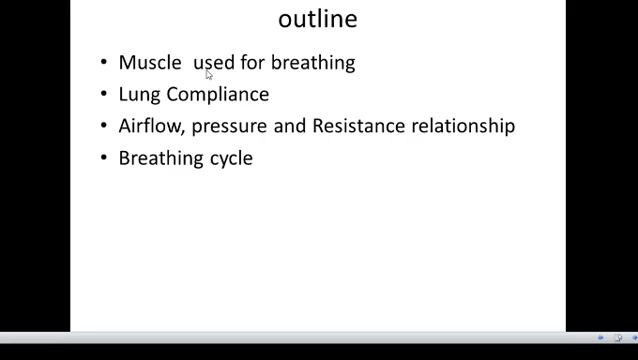 outline
• Muscle  used for breathing
• Lung Compliance
• Airflow, pressure and Resistance relationship
• Breathing cycle